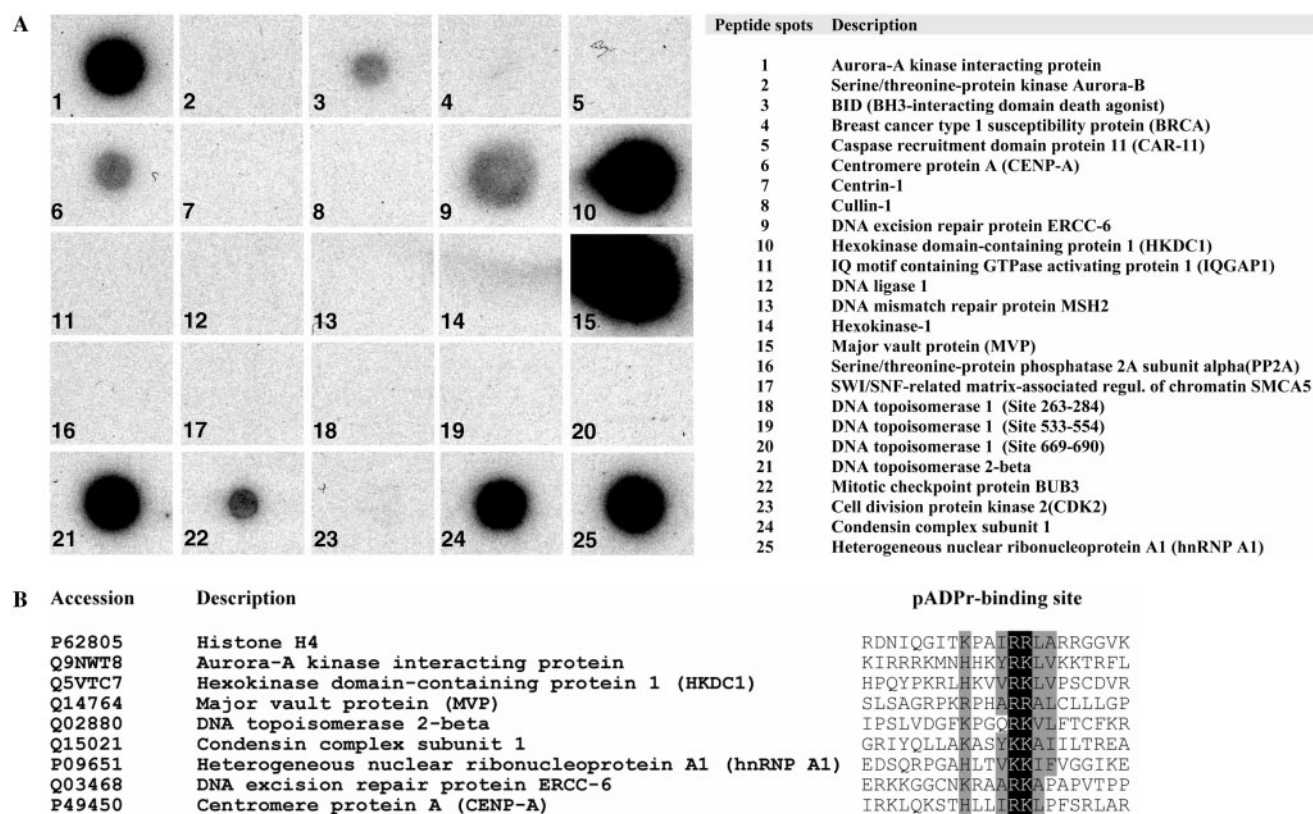 A
1 2 3 4 5
6 7 8 9 10
11 12 13 14 15
16 17 18 19 20
21 22 23 24 25
Peptide spots Description
1 Aurora-A kinase interacting protein
2 Serine/threonine-protein kinase Aurora-B
3 BID (BH3-interacting domain death agonist)
4 Breast cancer type 1 susceptibility protein (BRCA)
5 Caspase recruitment domain protein 11 (CAR-11)
6 Centromere protein A (CENP-A)
7 Centrin-1
8 Cullin-1
9 DNA excision repair protein ERCC-6
10 Hexokinase domain-containing protein 1 (HKDC1)
11 IQ motif containing GTPase activating protein 1 (IQGAP1)
12 DNA ligase 1
13 DNA mismatch repair protein MSH2
14 Hexokinase-1
15 Major vault protein (MVP)
16 Serine/threonine-protein phosphatase 2A subunit alpha(PP2A)
17 SWI/SNF-related matrix-associated regul. of chromatin SMCA5
18 DNA topoisomerase 1 (Site 263-284)
19 DNA topoisomerase 1 (Site 533-554)
20 DNA topoisomerase 1 (Site 669-690)
21 DNA topoisomerase 2-beta
22 Mitotic checkpoint protein BUB3
23 Cell division protein kinase 2(CDK2)
24 Condensin complex subunit 1
25 Heterogeneous nuclear ribonucleoprotein A1 (hnRNP A1)
B Accession Description pADPr-binding site
P62805 Histone H4 RDNIQGITKPAIRRLARRGGVK
Q9NWT8 Aurora-A kinase interacting protein KIRRRKMNHHKYRKLVKKTRFL
Q5VTC7 Hexokinase domain-containing protein 1 (HKDC1) HPQYPKRLHKVVRKLVPSCDVR
Q14764 Major vault protein (MVP) SLSAGRPKRPHARRALCLLLGP
Q02880 DNA topoisomerase 2-beta IPSLVDGFKPGQRKVLFTCFKR
Q15021 Condensin complex subunit 1 GRIYQLLAKASYKKAIILTREA
P09651 Heterogeneous nuclear ribonucleoprotein A1 (hnRNP A1) EDSQRPGAHLTVKKIFVGGIKE
Q03468 DNA excision repair protein ERCC-6 ERKKGGCNKRAARKAPAPVTPP
P49450 Centromere protein A (CENP-A) IRKLQKSTHLLIRKLPFSRLAR